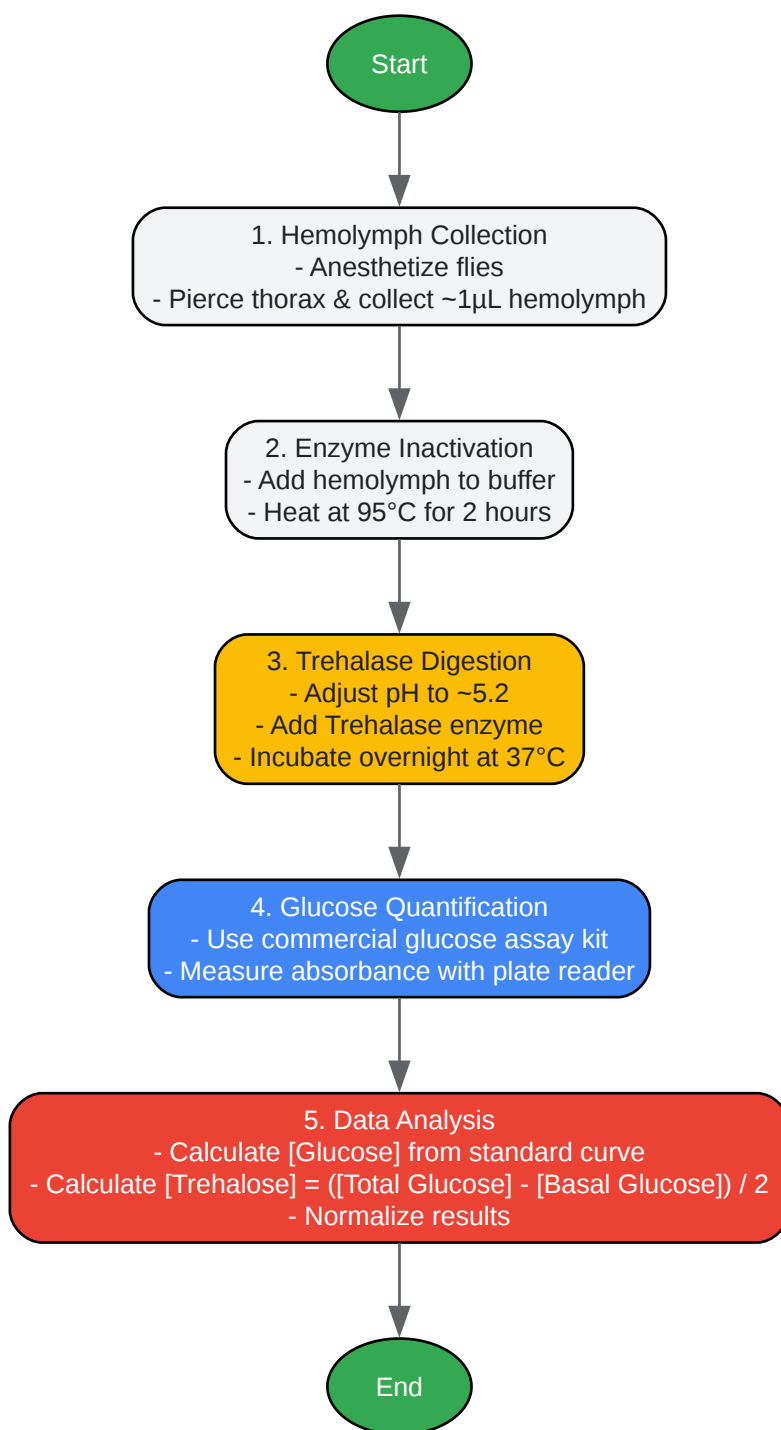 Start
1. Hemolymph Collection
- Anesthetize flies
- Pierce thorax & collect ~1µL hemolymph
2. Enzyme Inactivation
- Add hemolymph to buffer
- Heat at 95°C for 2 hours
3. Trehalase Digestion
- Adjust pH to ~5.2
- Add Trehalase enzyme
- Incubate overnight at 37°C
4. Glucose Quantification
- Use commercial glucose assay kit
- Measure absorbance with plate reader
5. Data Analysis
- Calculate [Glucose] from standard curve
- Calculate [Trehalose] = ([Total Glucose] - [Basal Glucose]) / 2
- Normalize results
End